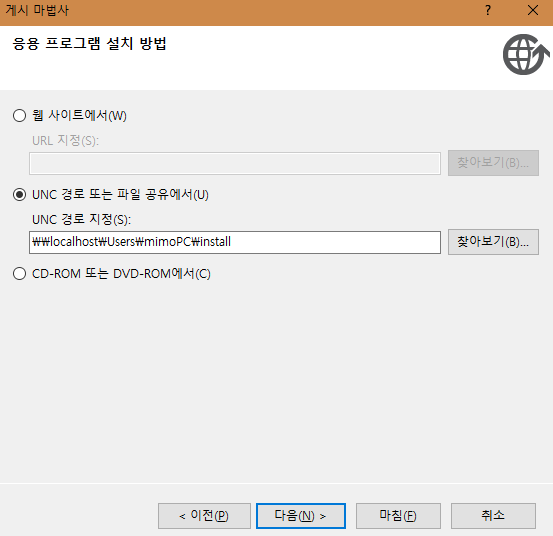 게시 마법사
?
응용 프로그램 설치 방법
웹 사이트에서(W)
URL 지정(S):
찾아보기(B)...
UNC 경로 또는 파일 공유에서(U)
UNC 경로 지정(S):
₩₩localhost₩Users₩mimoPC₩install
찾아보기(B)...
CD-ROM 또는 DVD-ROM에서(C)
< 이전(P) 다음(N) > 마침(F) 취소